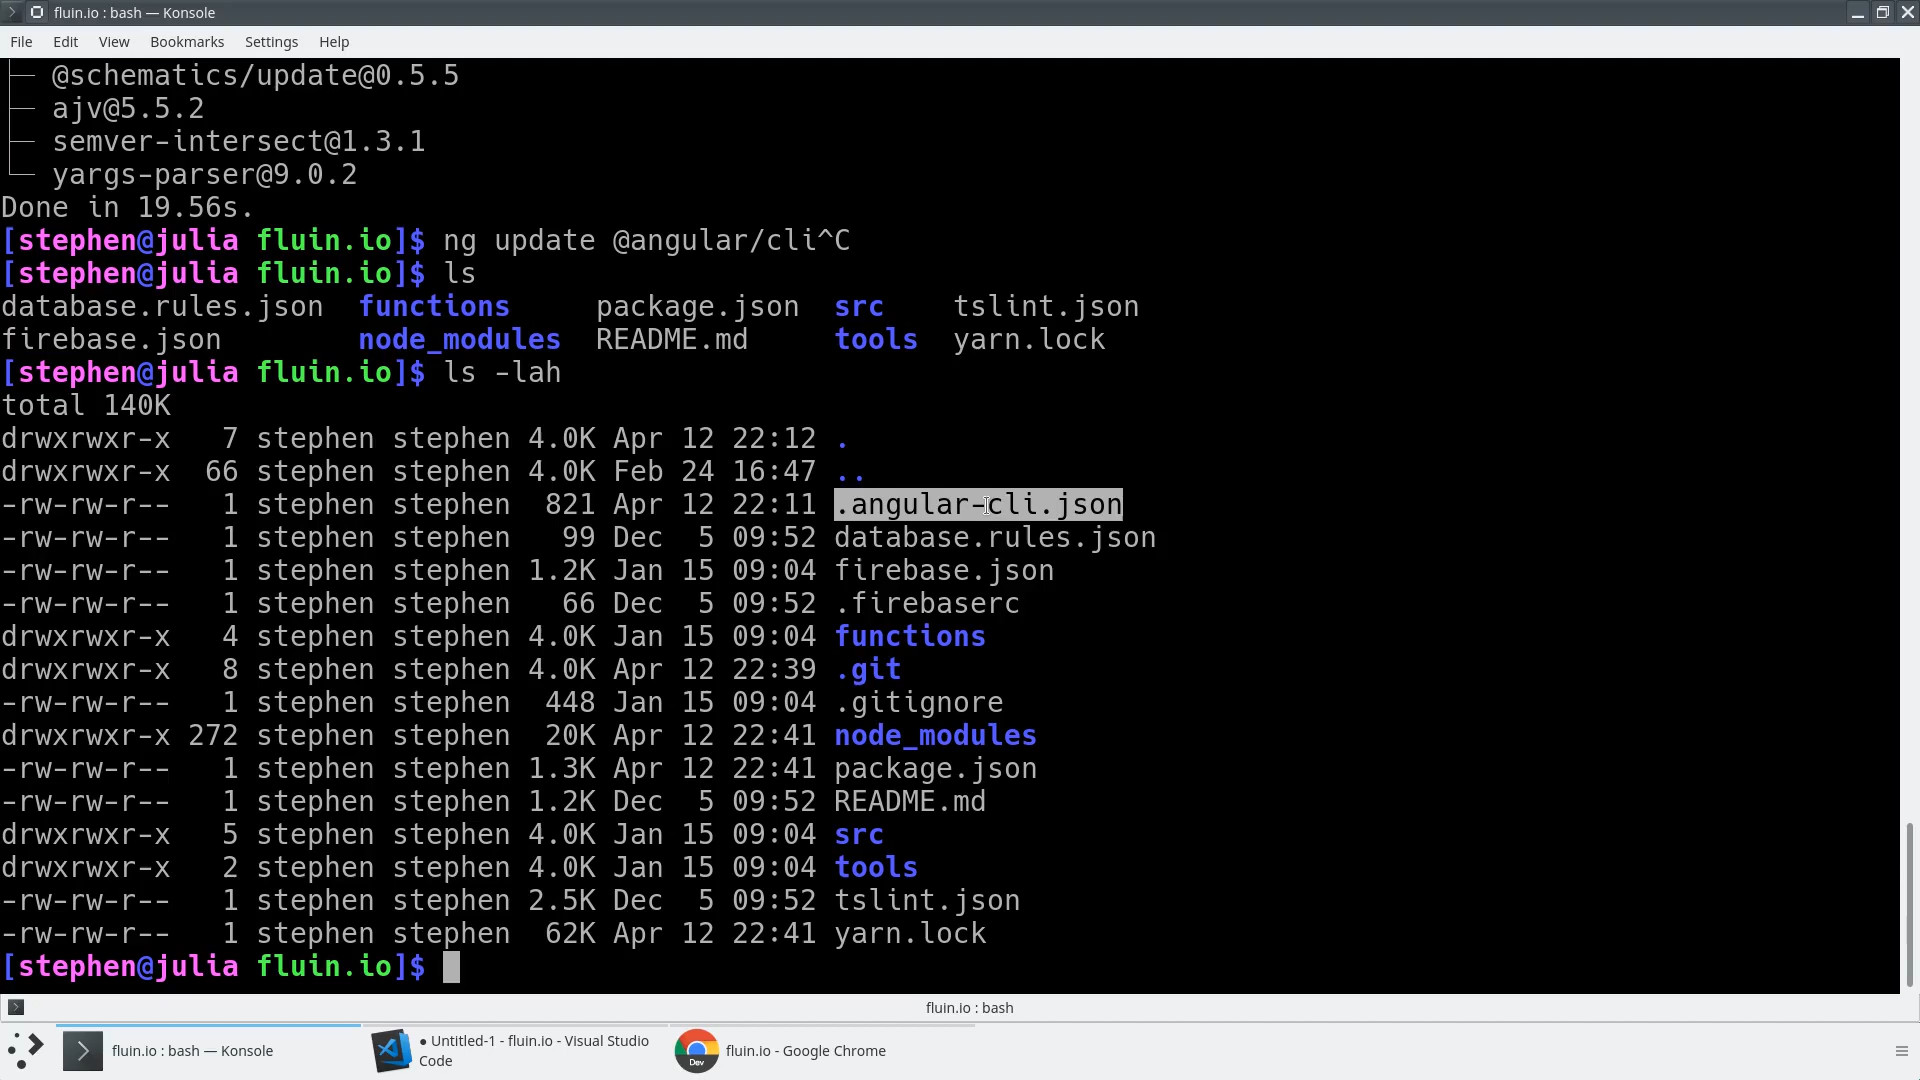 fluin.io : bash — Konsole
File Edit View Bookmarks Settings Help
├── @schematics/update@0.5.5
├── ajv@5.5.2
├── semver-intersect@1.3.1
└── yargs-parser@9.0.2
Done in 19.56s.
[stephen@julia fluin.io]$ ng update @angular/cli^C
[stephen@julia fluin.io]$ ls
database.rules.json  functions     package.json  src    tslint.json
firebase.json        node_modules  README.md     tools  yarn.lock
[stephen@julia fluin.io]$ ls -lah
total 140K
drwxrwxr-x   7 stephen stephen 4.0K Apr 12 22:12 .
drwxrwxr-x  66 stephen stephen 4.0K Feb 24 16:47 ..
-rw-rw-r--   1 stephen stephen  821 Apr 12 22:11 .angular-cli.json
-rw-rw-r--   1 stephen stephen   99 Dec  5 09:52 database.rules.json
-rw-rw-r--   1 stephen stephen 1.2K Jan 15 09:04 firebase.json
-rw-rw-r--   1 stephen stephen   66 Dec  5 09:52 .firebaserc
drwxrwxr-x   4 stephen stephen 4.0K Jan 15 09:04 functions
drwxrwxr-x   8 stephen stephen 4.0K Apr 12 22:39 .git
-rw-rw-r--   1 stephen stephen  448 Jan 15 09:04 .gitignore
drwxrwxr-x 272 stephen stephen  20K Apr 12 22:41 node_modules
-rw-rw-r--   1 stephen stephen 1.3K Apr 12 22:41 package.json
-rw-rw-r--   1 stephen stephen 1.2K Dec  5 09:52 README.md
drwxrwxr-x   5 stephen stephen 4.0K Jan 15 09:04 src
drwxrwxr-x   2 stephen stephen 4.0K Jan 15 09:04 tools
-rw-rw-r--   1 stephen stephen 2.5K Dec  5 09:52 tslint.json
-rw-rw-r--   1 stephen stephen  62K Apr 12 22:41 yarn.lock
[stephen@julia fluin.io]$
fluin.io : bash
fluin.io : bash — Konsole
● Untitled-1 - fluin.io - Visual Studio
Code
Dev
fluin.io - Google Chrome